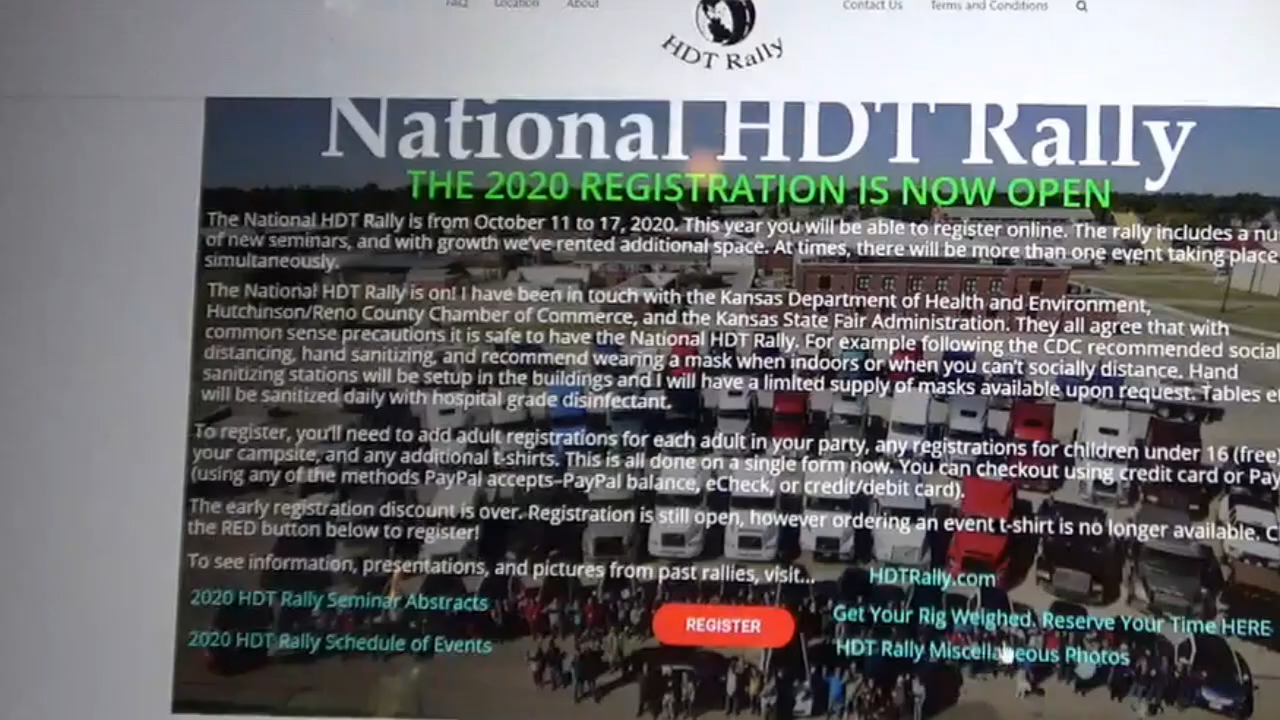 FAQ Location About Contact Us Terms and Conditions
HDT Rally
National HDT Rally
THE 2020 REGISTRATION IS NOW OPEN
The National HDT Rally is from October 11 to 17, 2020. This year you will be able to register online. The rally includes a
of new seminars, and with growth we've rented additional space. At times, there will be more than one event taking place
simultaneously.
The National HDT Rally is on! I have been in touch with the Kansas Department of Health and Environment,
Hutchinson/Reno County Chamber of Commerce, and the Kansas State Fair Administration. They all agree that with
common sense precautions it is safe to have the National HDT Rally. For example following the CDC recommended social
distancing, hand sanitizing, and recommend wearing a mask when indoors or when you can't socially distance. Hand
sanitizing stations will be setup in the buildings and I will have a limited supply of masks available upon request. Tables
will be sanitized daily with hospital grade disinfectant.
To register, you'll need to add adult registrations for each adult in your party, any registrations for children under 16 (free)
your campsite, and any additional t-shirts. This is all done on a single form now. You can checkout using credit card or
(using any of the methods PayPal accepts–PayPal balance, eCheck, or credit/debit card).
The early registration discount is over. Registration is still open, however ordering an event t-shirt is no longer available.
the RED button below to register!
To see information, presentations, and pictures from past rallies, visit... HDTRally.com
2020 HDT Rally Seminar Abstracts
REGISTER
Get Your Rig Weighed. Reserve Your Time HERE
2020 HDT Rally Schedule of Events
HDT Rally Miscellaneous Photos